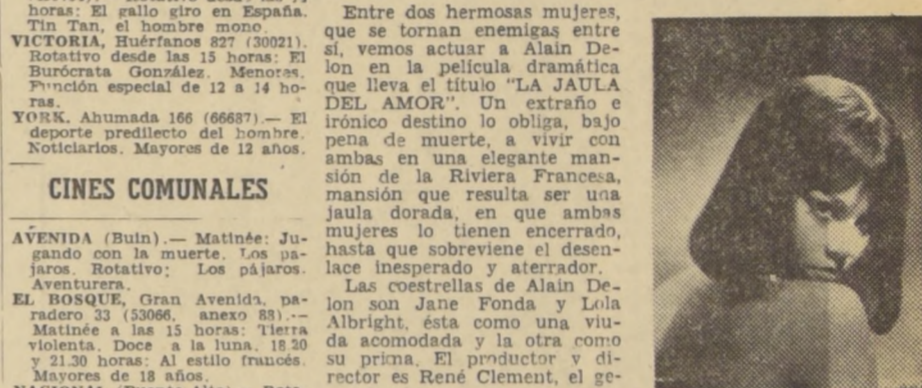 horas: El gallo giro en España.
Tin Tan, el hombre mono.
VICTORIA, Huérfanos 827 (30021).
Rotativo desde las 15 horas: El
Burócrata González. Menores.
Función especial de 12 a 14 ho-
ras.
YORK. Ahumada 166 (66687).— El
deporte predilecto del hombre.
Noticiarios. Mayores de 12 años.
CINES COMUNALES
AVENIDA (Buin).— Matinée: Ju-
gando con la muerte. Los pá-
jaros. Rotativo: Los pájaros.
Aventurera.
EL BOSQUE, Gran Avenida, pa-
radero 33 (53066, anexo 88).—
Matinée a las 15 horas: Tierra
violenta. Doce a la luna. 18.20
y 21.30 horas: Al estilo francés.
Mayores de 18 años.
Entre dos hermosas mujeres,
que se tornan enemigas entre
sí, vemos actuar a Alain De-
lon en la película dramática
que lleva el título "LA JAULA
DEL AMOR". Un extraño e
irónico destino lo obliga, bajo
pena de muerte, a vivir con
ambas en una elegante man-
sión de la Riviera Francesa,
mansión que resulta ser una
jaula dorada, en que ambas
mujeres lo tienen encerrado,
hasta que sobreviene el desen-
lace inesperado y aterrador.
Las coestrellas de Alain De-
lon son Jane Fonda y Lola
Albright, ésta como una viu-
da acomodada y la otra como
su prima. El productor y di-
rector es René Clement, el ge-